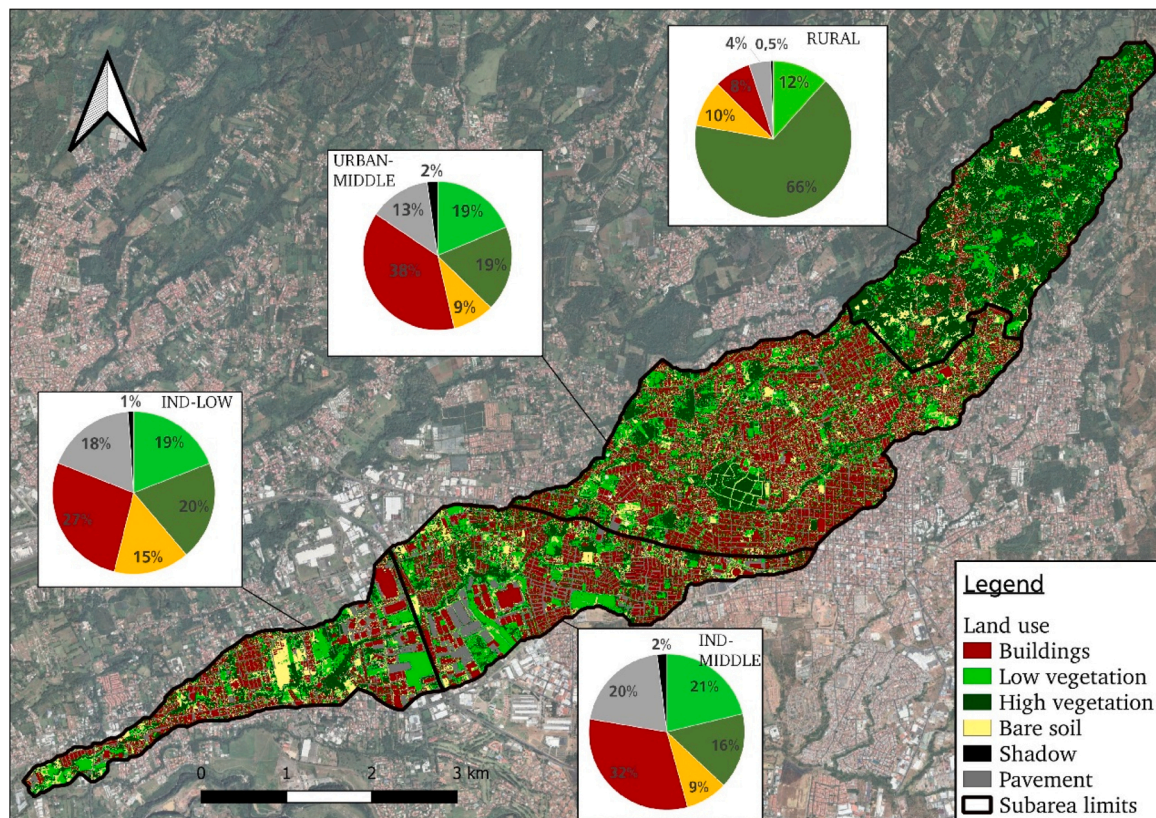 RURAL
4%
0,5%
12%
8%
10%
66%
URBAN-
MIDDLE
2%
13%
19%
38%
19%
9%
IND-LOW
1%
18%
19%
27%
20%
15%
IND-
MIDDLE
2%
20%
21%
32%
16%
9%
0 1 2 3 km
Legend
Land use
Buildings
Low vegetation
High vegetation
Bare soil
Shadow
Pavement
Subarea limits